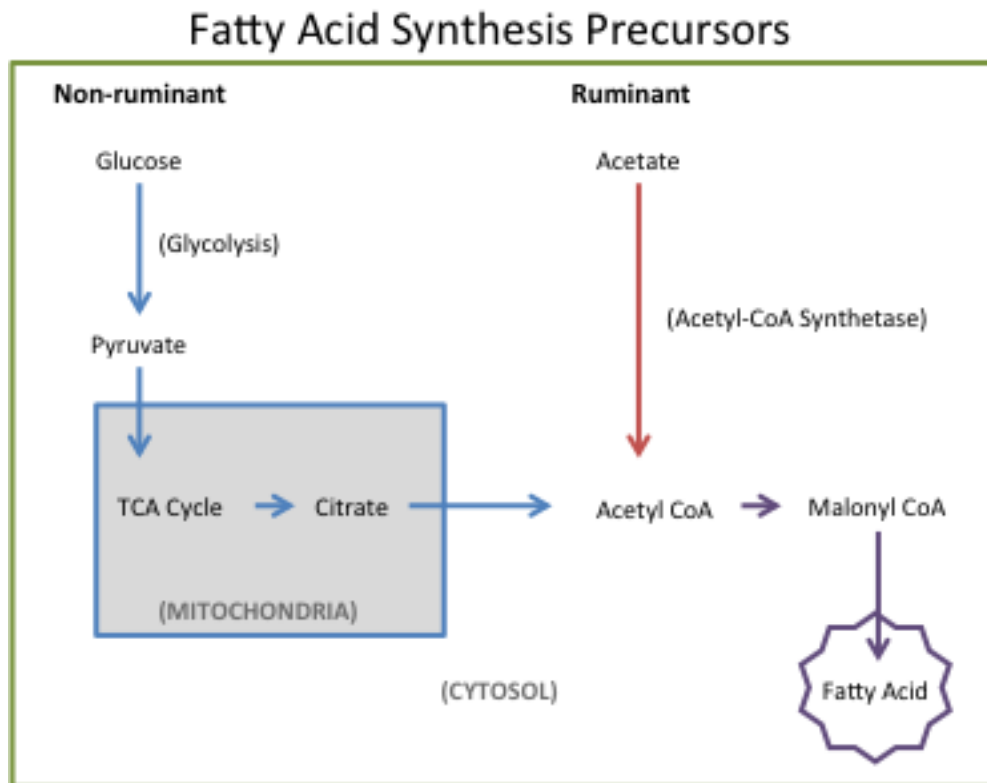 Fatty Acid Synthesis Precursors
Non-ruminant
Ruminant
Glucose
Acetate
(Glycolysis)
(Acetyl-CoA Synthetase)
Pyruvate
TCA Cycle
Citrate
Acetyl CoA
Malonyl CoA
(MITOCHONDRIA)
(CYTOSOL)
Fatty Acid